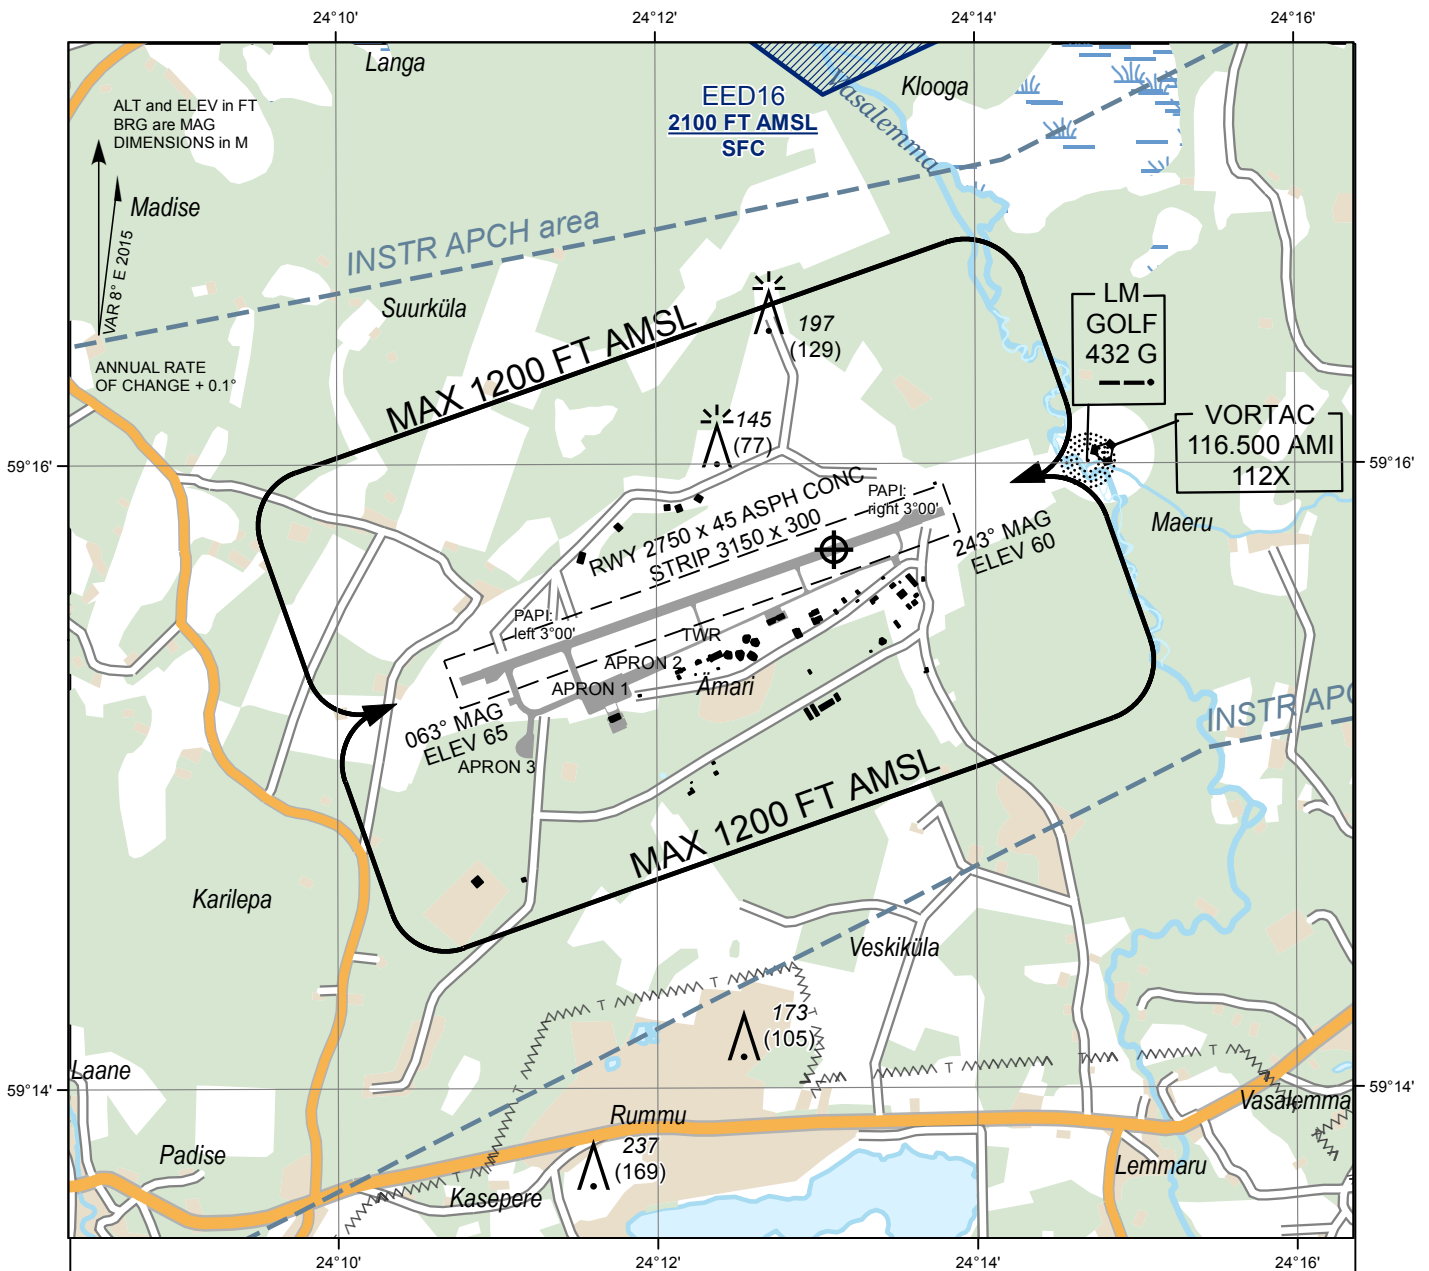 24°10'
24°12'
24°14'
24°16'
Langa
Klooga
ALT and ELEV in FT
BRG are MAG
DIMENSIONS in M
EED16
2100 FT AMSL
SFC
Vasalemma
Madise
VAR 8° E 2015
INSTR APCH area
Suurküla
ANNUAL RATE
OF CHANGE + 0.1°
MAX 1200 FT AMSL
197
(129)
LM
GOLF
432 G
145
(77)
VORTAC
116.500 AMI
112X
59°16'
59°16'
Maeru
RWY 2750 x 45 ASPH CONC
STRIP 3150 x 300
PAPI:
right 3°00'
243° MAG
ELEV 60
PAPI:
left 3°00'
TWR
APRON 2
APRON 1
Ämari
063° MAG
ELEV 65
APRON 3
INSTR APC
MAX 1200 FT AMSL
Karilepa
Veskiküla
173
(105)
T
T
T
T
T
T
T
T
T
Laane
59°14'
59°14'
Rummu
Vasalemma
237
(169)
Padise
Kasepere
Lemmaru
24°10'
24°12'
24°14'
24°16'